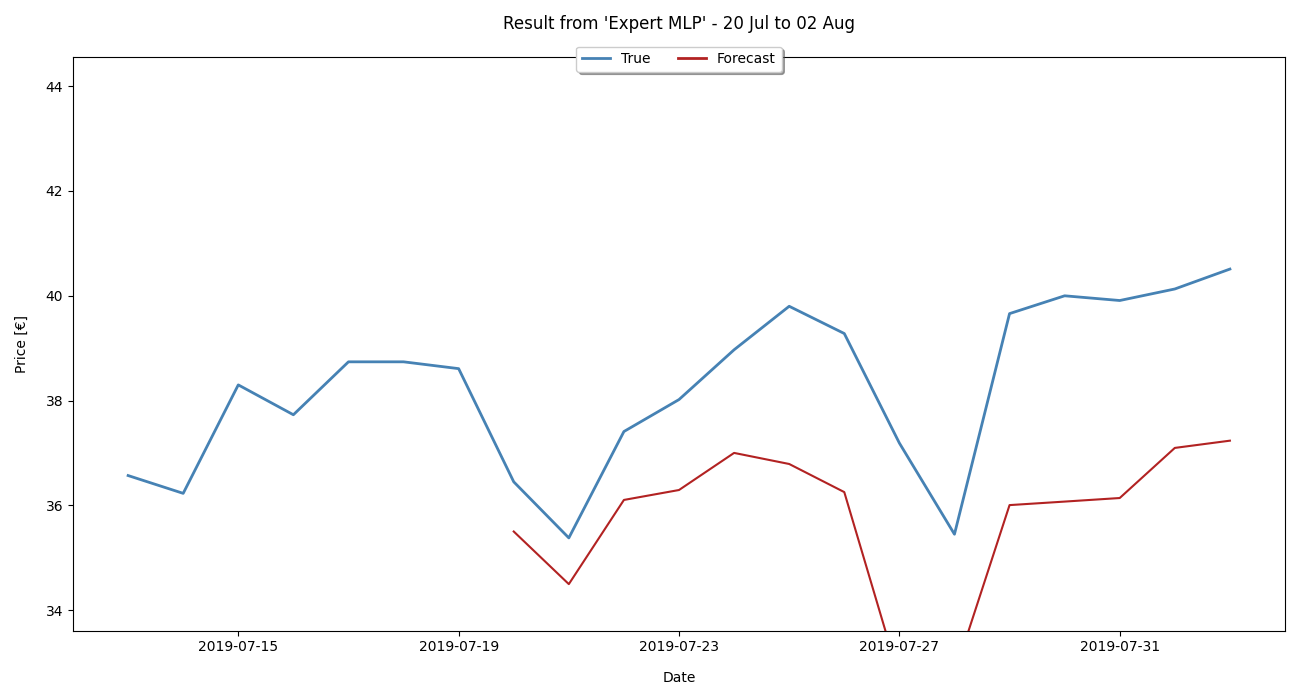 Result from 'Expert MLP' - 20 Jul to 02 Aug
True
Forecast
44
42
40
38
36
34
Price [€]
2019-07-15
2019-07-19
2019-07-23
2019-07-27
2019-07-31
Date